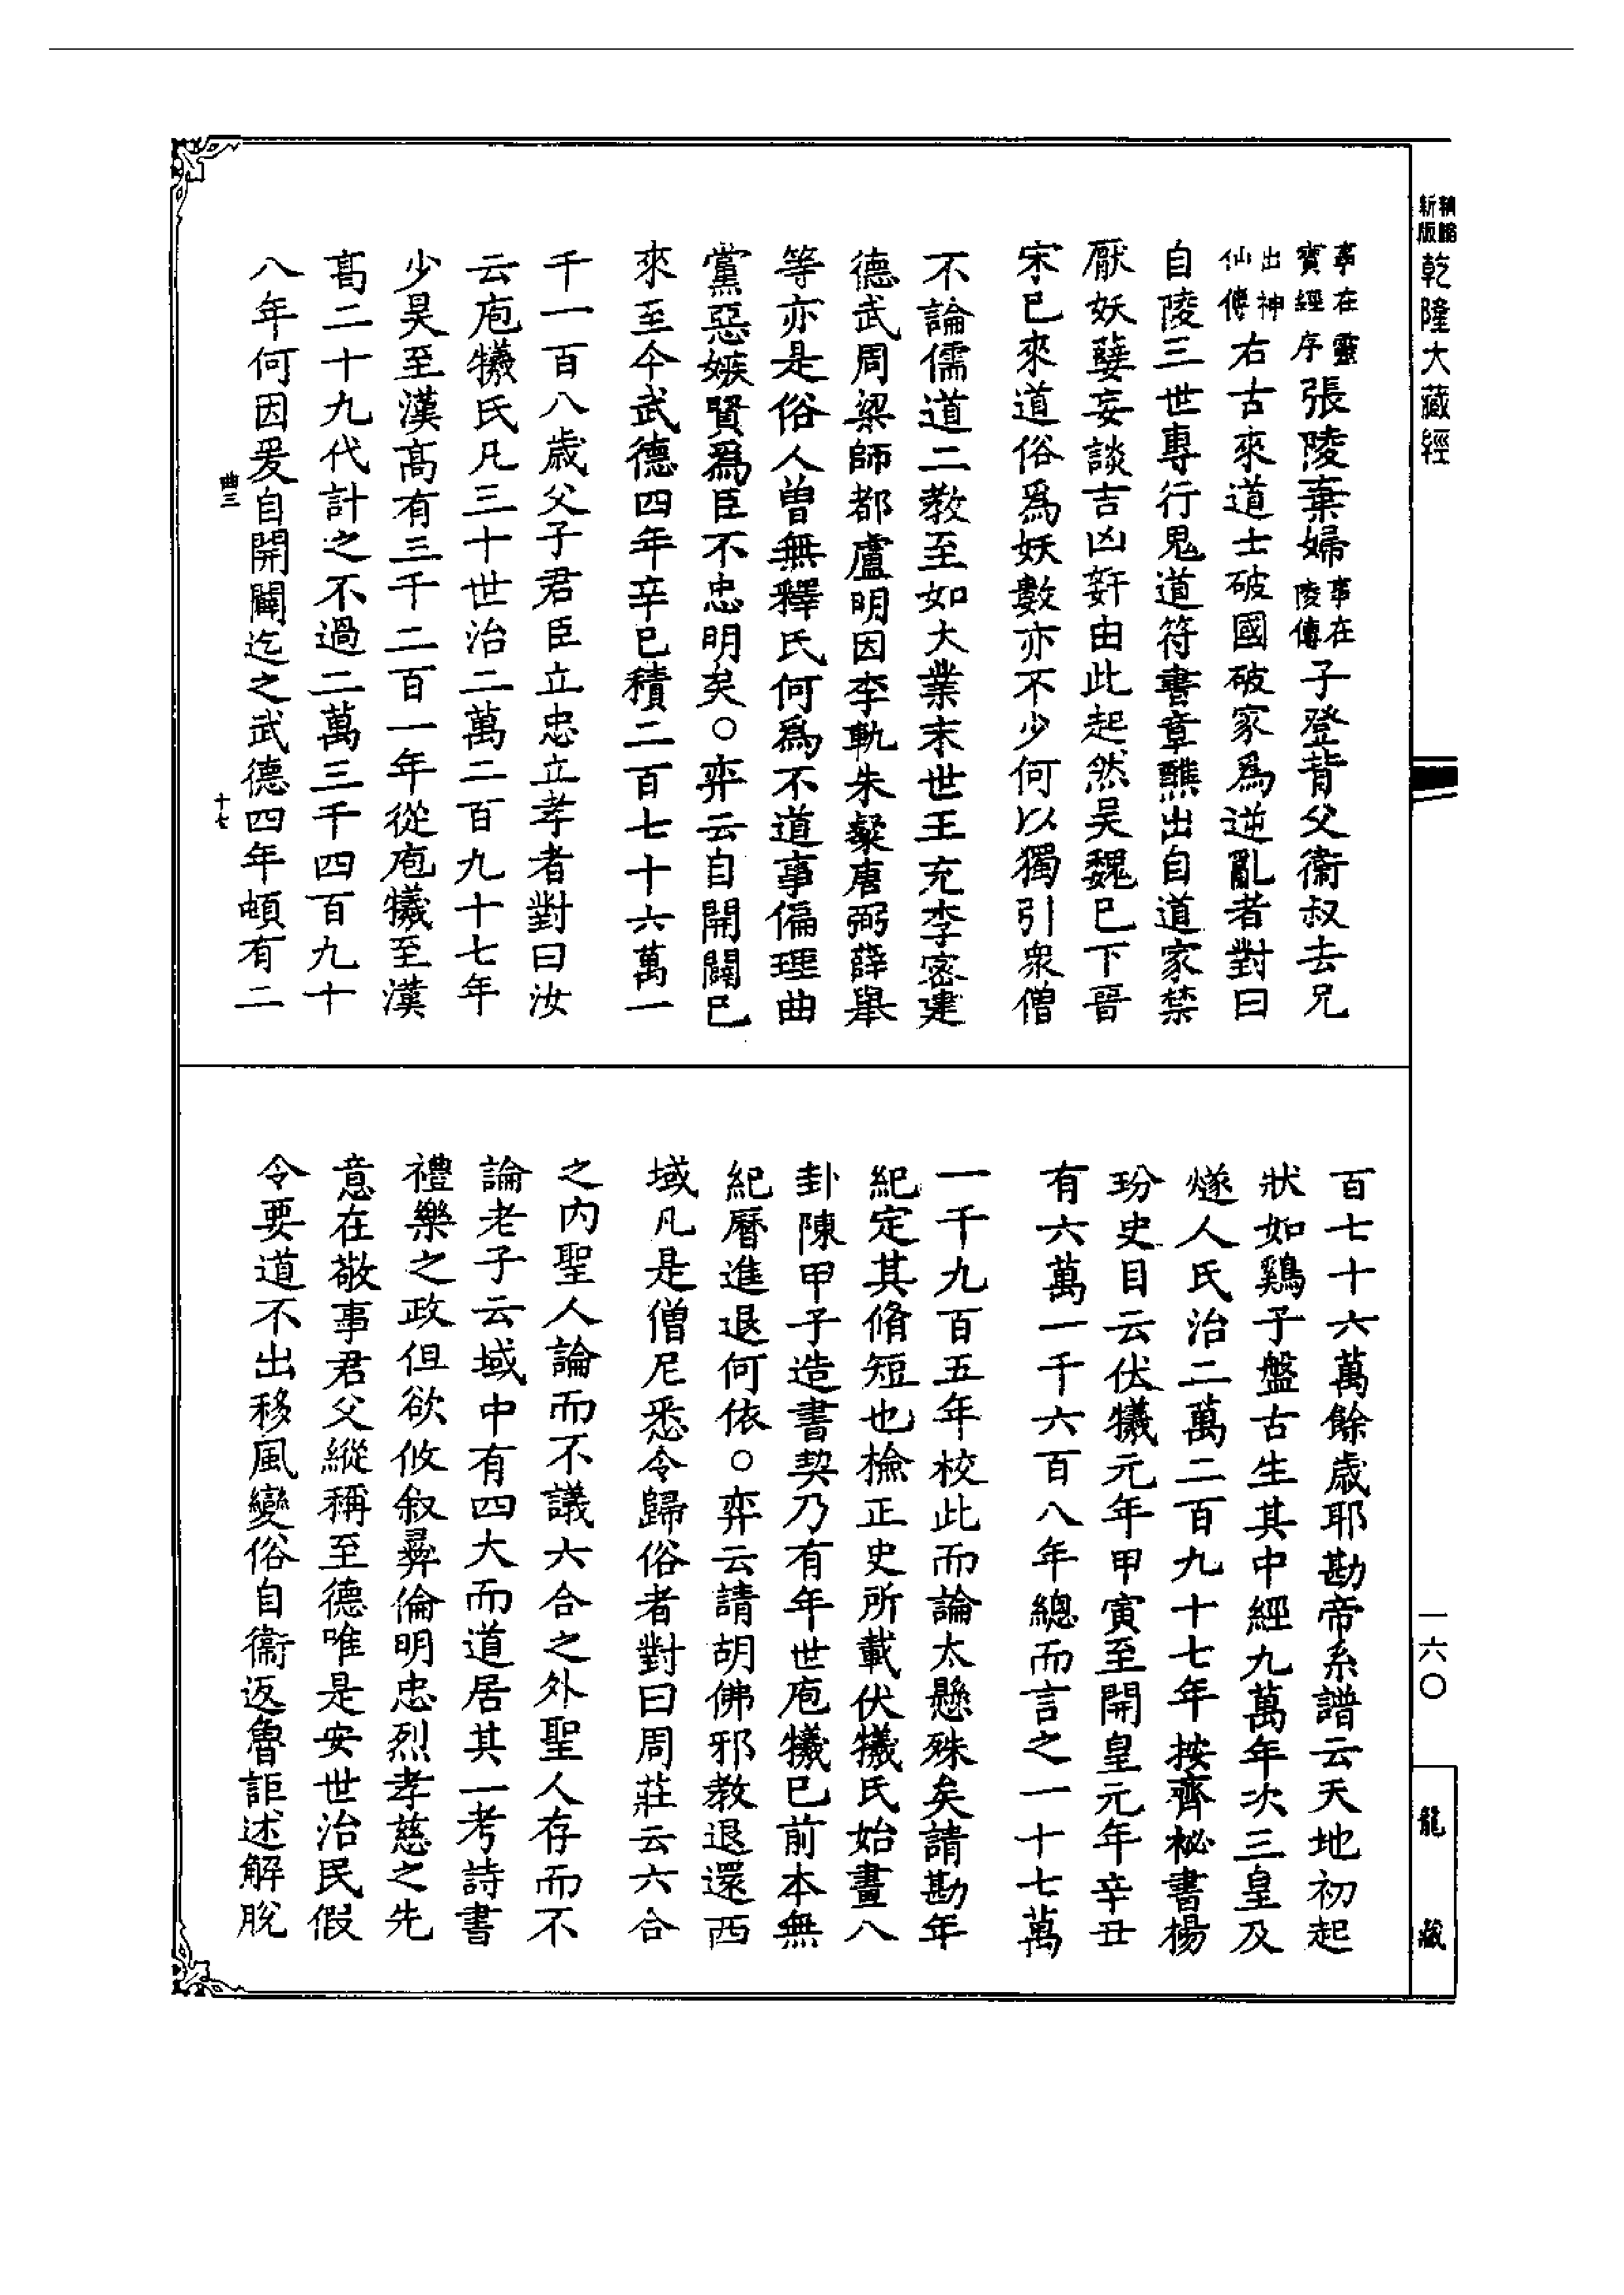 精縮新版乾隆大藏經
事在靈寶經序張陵棄婦事在陵傳子登背父衞叔去兄
出神仙傳右古來道士破國破家爲逆亂者對曰
自陵三世專行鬼道符書章醮出自道家禁
厭妖孽妄談吉凶姧由此起然吳魏已下晉
宋已來道俗爲妖數亦不少何以獨引衆僧
不論儒道二教至如大業末世王充李密建
德武周梁師都盧明因李軌朱粲唐弼薛舉
等亦是俗人曾無釋氏何爲不道事偏理曲
黨惡嫉賢爲臣不忠明矣○弈云自開闢已
來至今武德四年辛巳積二百七十六萬一
千一百八歲父子君臣立忠立孝者對曰汝
云庖犧氏凡三十世治二萬二百九十七年
少昊至漢高有三千二百一年從庖犧至漢
高二十九代計之不過二萬三千四百九十
八年何因爰自開闢迄之武德四年頓有二
曲三
十七
百七十六萬餘歲耶勘帝系譜云天地初起
狀如鷄子盤古生其中經九萬年次三皇及
燧人氏治二萬二百九十七年按齊祕書楊
玢史目云伏犧元年甲寅至開皇元年辛丑
有六萬一千六百八年總而言之一十七萬
一千九百五年校此而論太懸殊矣請勘年
紀定其脩短也檢正史所載伏犧氏始畫八
卦陳甲子造書契乃有年世庖犧已前本無
紀曆進退何依○弈云請胡佛邪教退還西
域凡是僧尼悉令歸俗者對曰周莊云六合
之內聖人論而不議六合之外聖人存而不
論老子云域中有四大而道居其一考詩書
禮樂之政但欲攸叙彝倫明忠烈孝慈之先
意在敬事君父縱稱至德唯是安世治民假
令要道不出移風變俗自衞返魯詎述解脫
一六〇
龍藏